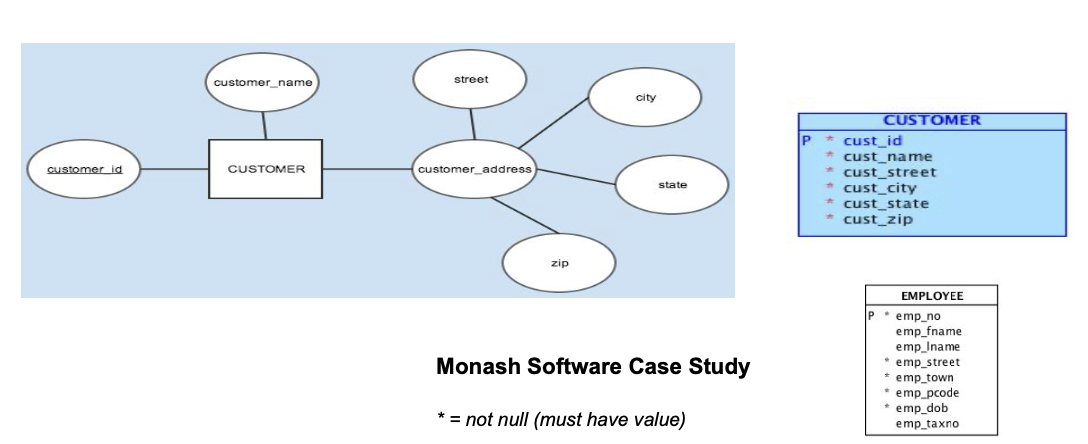 customer_name
street
city
customer_id
CUSTOMER
customer_address
state
zip
CUSTOMER
P * cust_id
* cust_name
* cust_street
* cust_city
* cust_state
* cust_zip
EMPLOYEE
P * emp_no
emp_fname
emp_lname
* emp_street
* emp_town
* emp_pcode
* emp_dob
emp_taxno
Monash Software Case Study
* = not null (must have value)